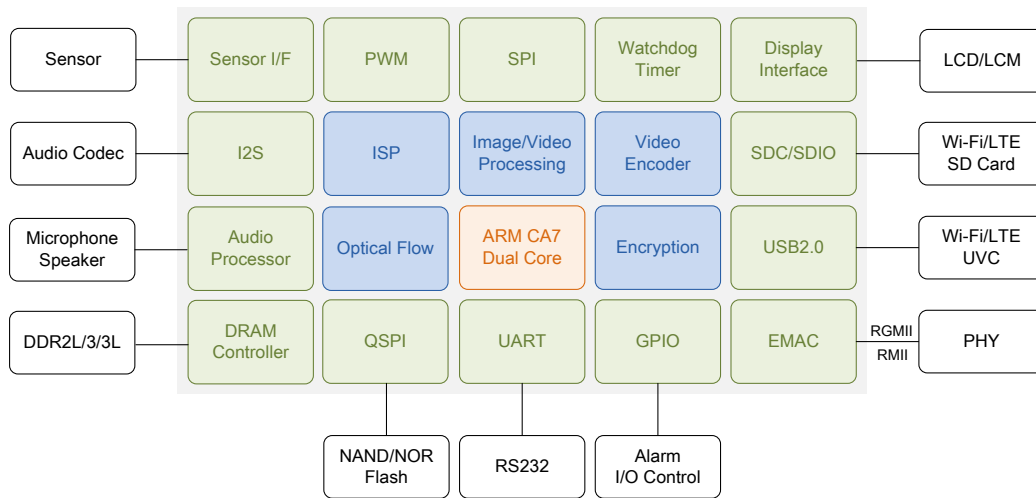 Sensor
Sensor I/F
PWM
SPI
Watchdog
Timer
Display
Interface
LCD/LCM
Audio Codec
I2S
ISP
Image/Video
Processing
Video
Encoder
SDC/SDIO
Wi-Fi/LTE
SD Card
Microphone
Speaker
Audio
Processor
Optical Flow
ARM CA7
Dual Core
Encryption
USB2.0
Wi-Fi/LTE
UVC
DDR2L/3/3L
DRAM
Controller
QSPI
UART
GPIO
EMAC
RGMII
RMII
PHY
NAND/NOR
Flash
RS232
Alarm
I/O Control